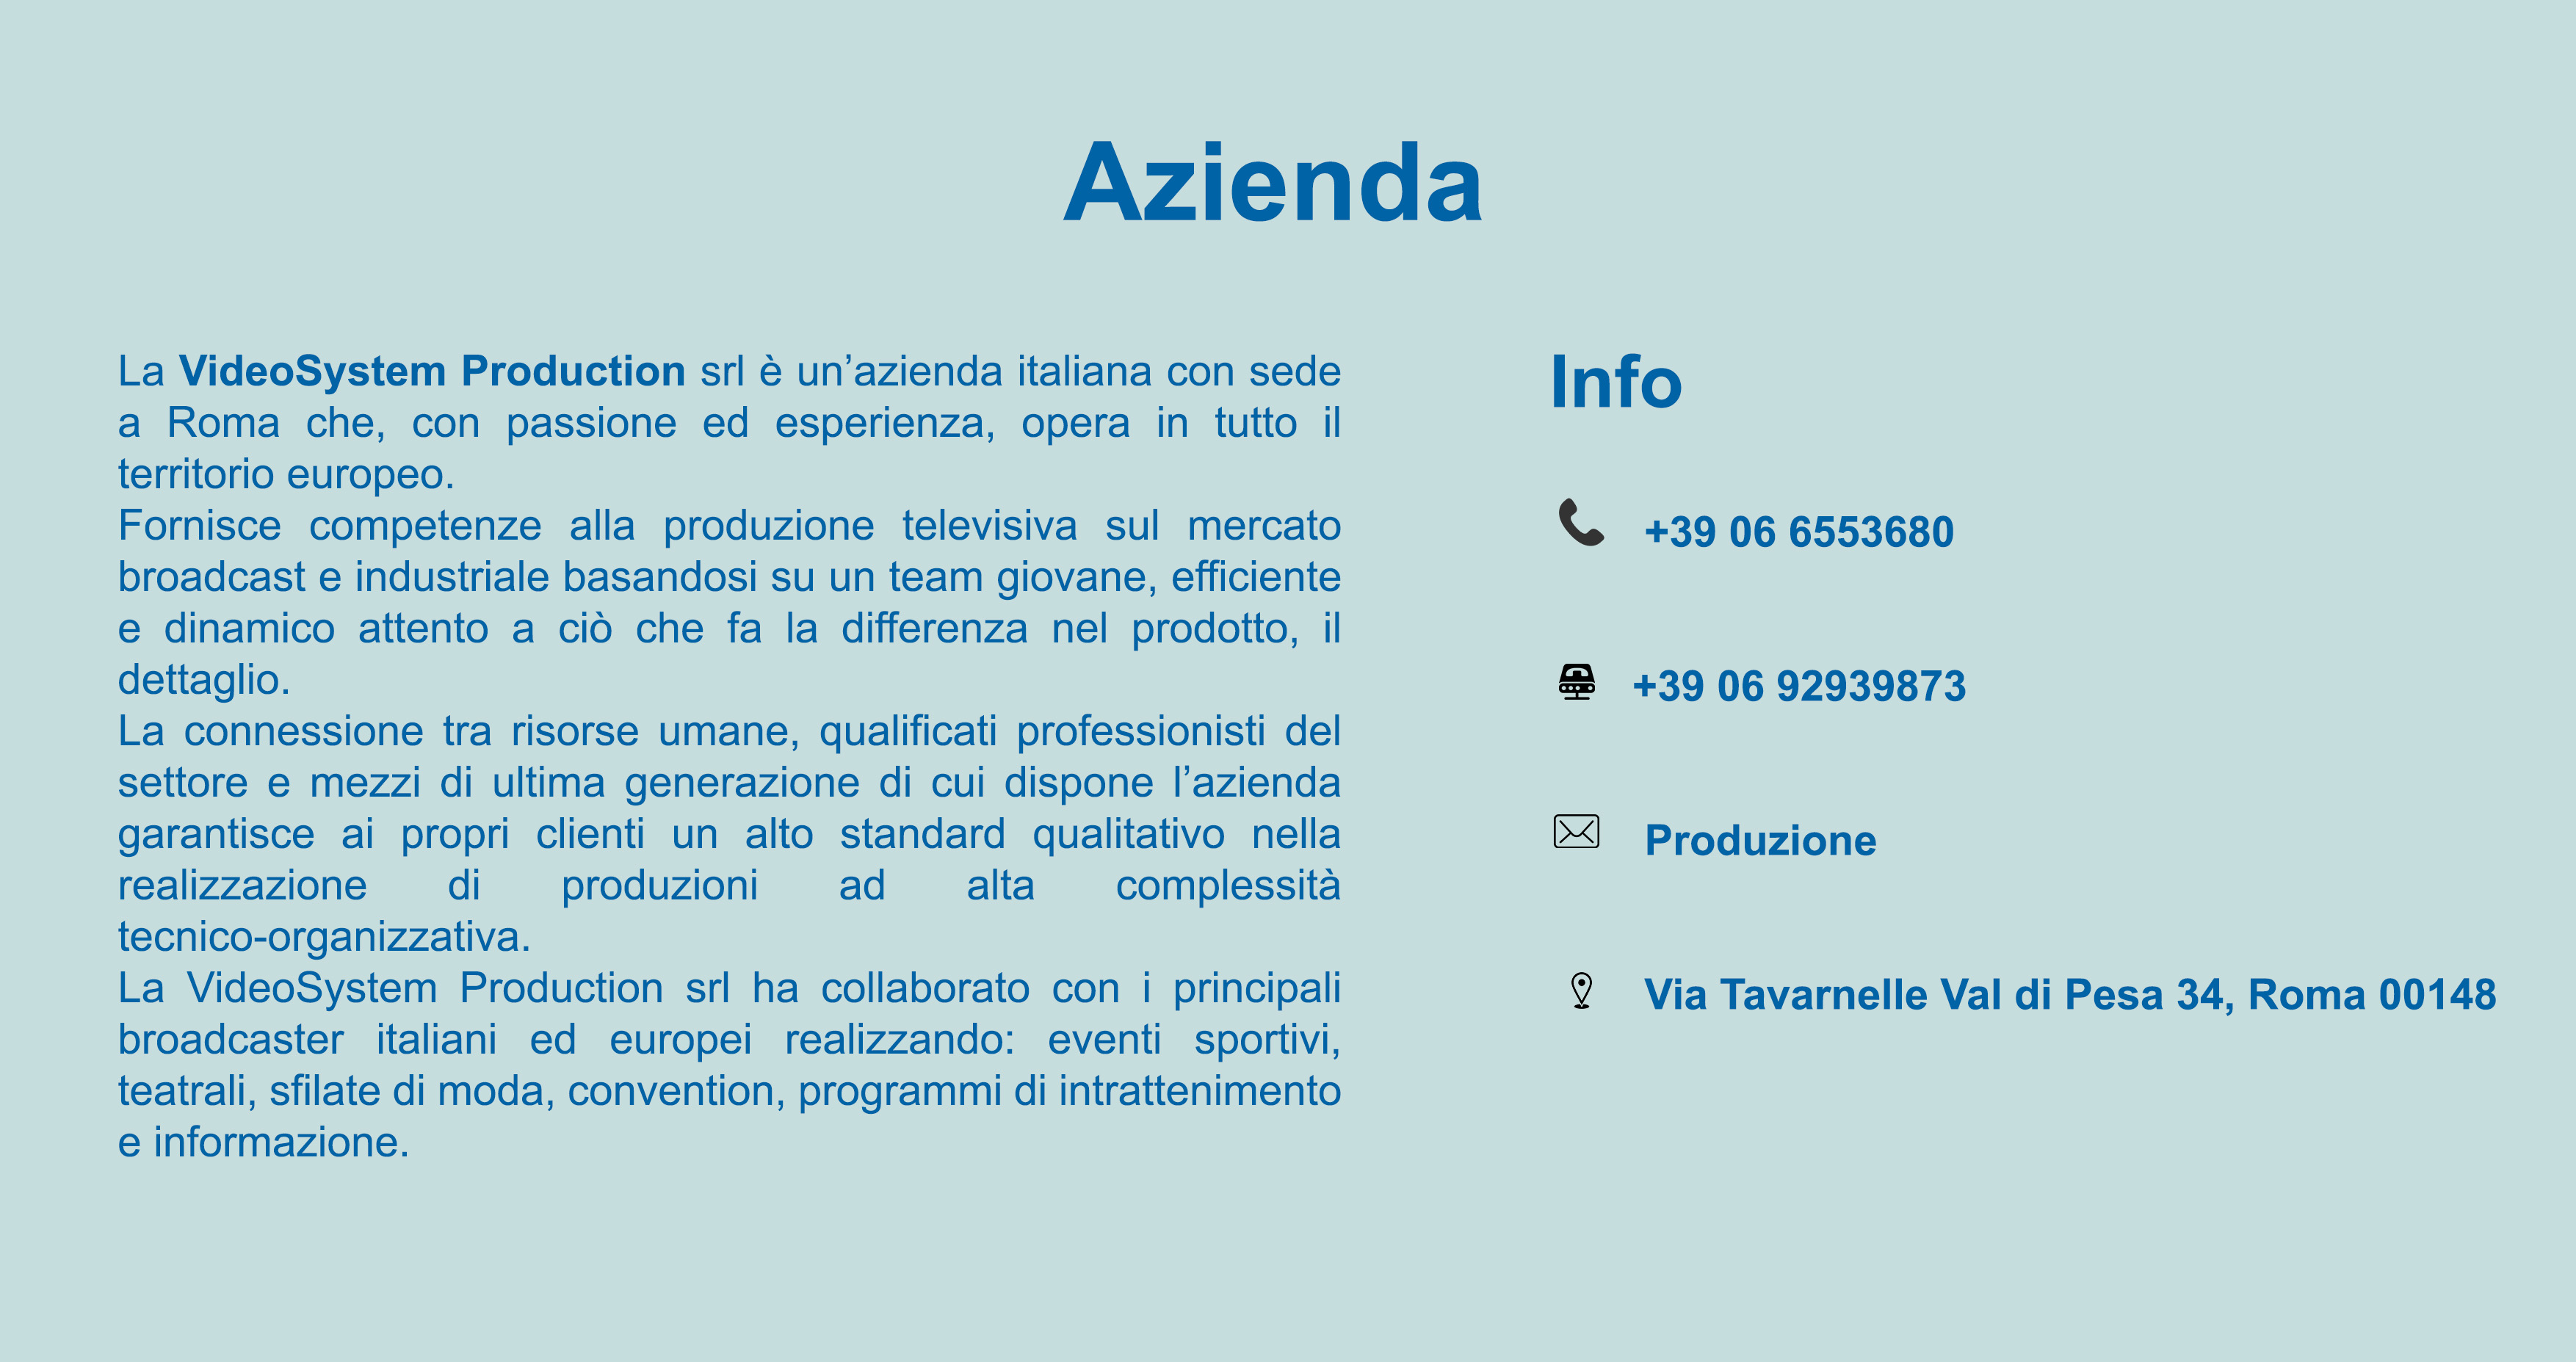 Azienda
La VideoSystem Production srl è un’azienda italiana con sede
a Roma che, con passione ed esperienza, opera in tutto il
territorio europeo.
Fornisce competenze alla produzione televisiva sul mercato
broadcast e industriale basandosi su un team giovane, efficiente
e dinamico attento a ciò che fa la differenza nel prodotto, il
dettaglio.
La connessione tra risorse umane, qualificati professionisti del
settore e mezzi di ultima generazione di cui dispone l’azienda
garantisce ai propri clienti un alto standard qualitativo nella
realizzazione di produzioni ad alta complessità
tecnico-organizzativa.
La VideoSystem Production srl ha collaborato con i principali
broadcaster italiani ed europei realizzando: eventi sportivi,
teatrali, sfilate di moda, convention, programmi di intrattenimento
e informazione.
Info
+39 06 6553680
+39 06 92939873
Produzione
Via Tavarnelle Val di Pesa 34, Roma 00148